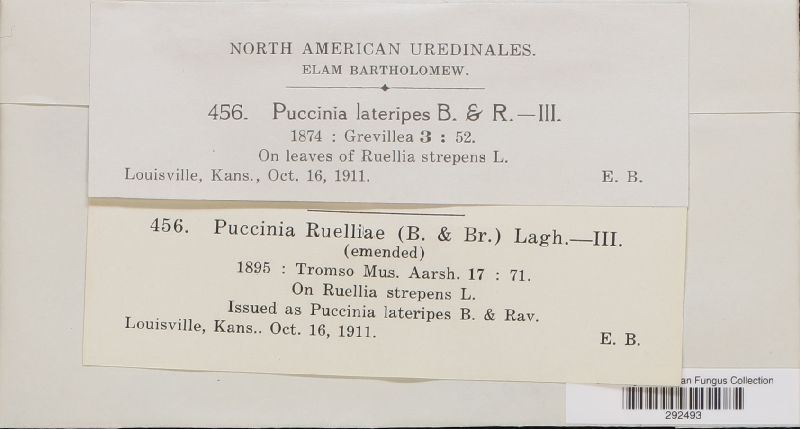 NORTH AMERICAN UREDINALES.
ELAM BARTHOLOMEW.
456. Puccinia lateripes B. & R.—III.
1874 : Grevillea 3 : 52.
On leaves of Ruellia strepens L.
Louisville, Kans., Oct. 16, 1911. E. B.
456. Puccinia Ruelliae (B. & Br.) Lagh.—III.
(emended)
1895 : Tromso Mus. Aarsh. 17 : 71.
On Ruellia strepens L.
Issued as Puccinia lateripes B. & Rav.
Louisville, Kans.. Oct. 16, 1911. E. B.
Fungus Collection
292493